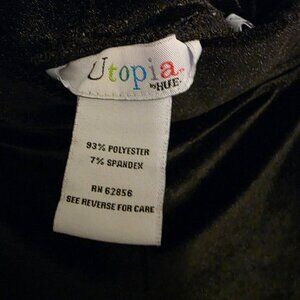 Utopia
by HUE
93% POLYESTER
7% SPANDEX
RN 62856
SEE REVERSE FOR CARE